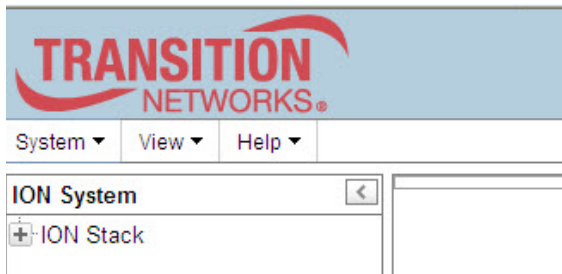 TRANSITION
NETWORKS®
System View Help
ION System
ION Stack